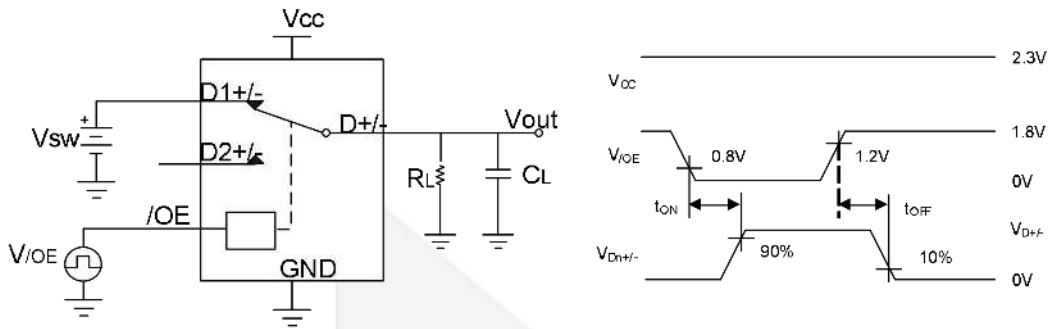 Vcc
D1+/-
+
Vsw
D+/-
Vout
D2+/-
RL
CL
/OE
V/OE
GND
2.3V
VCC
1.8V
V/OE
0.8V
1.2V
0V
tON
tOFF
VD+/-
VDn+/-
90%
10%
0V